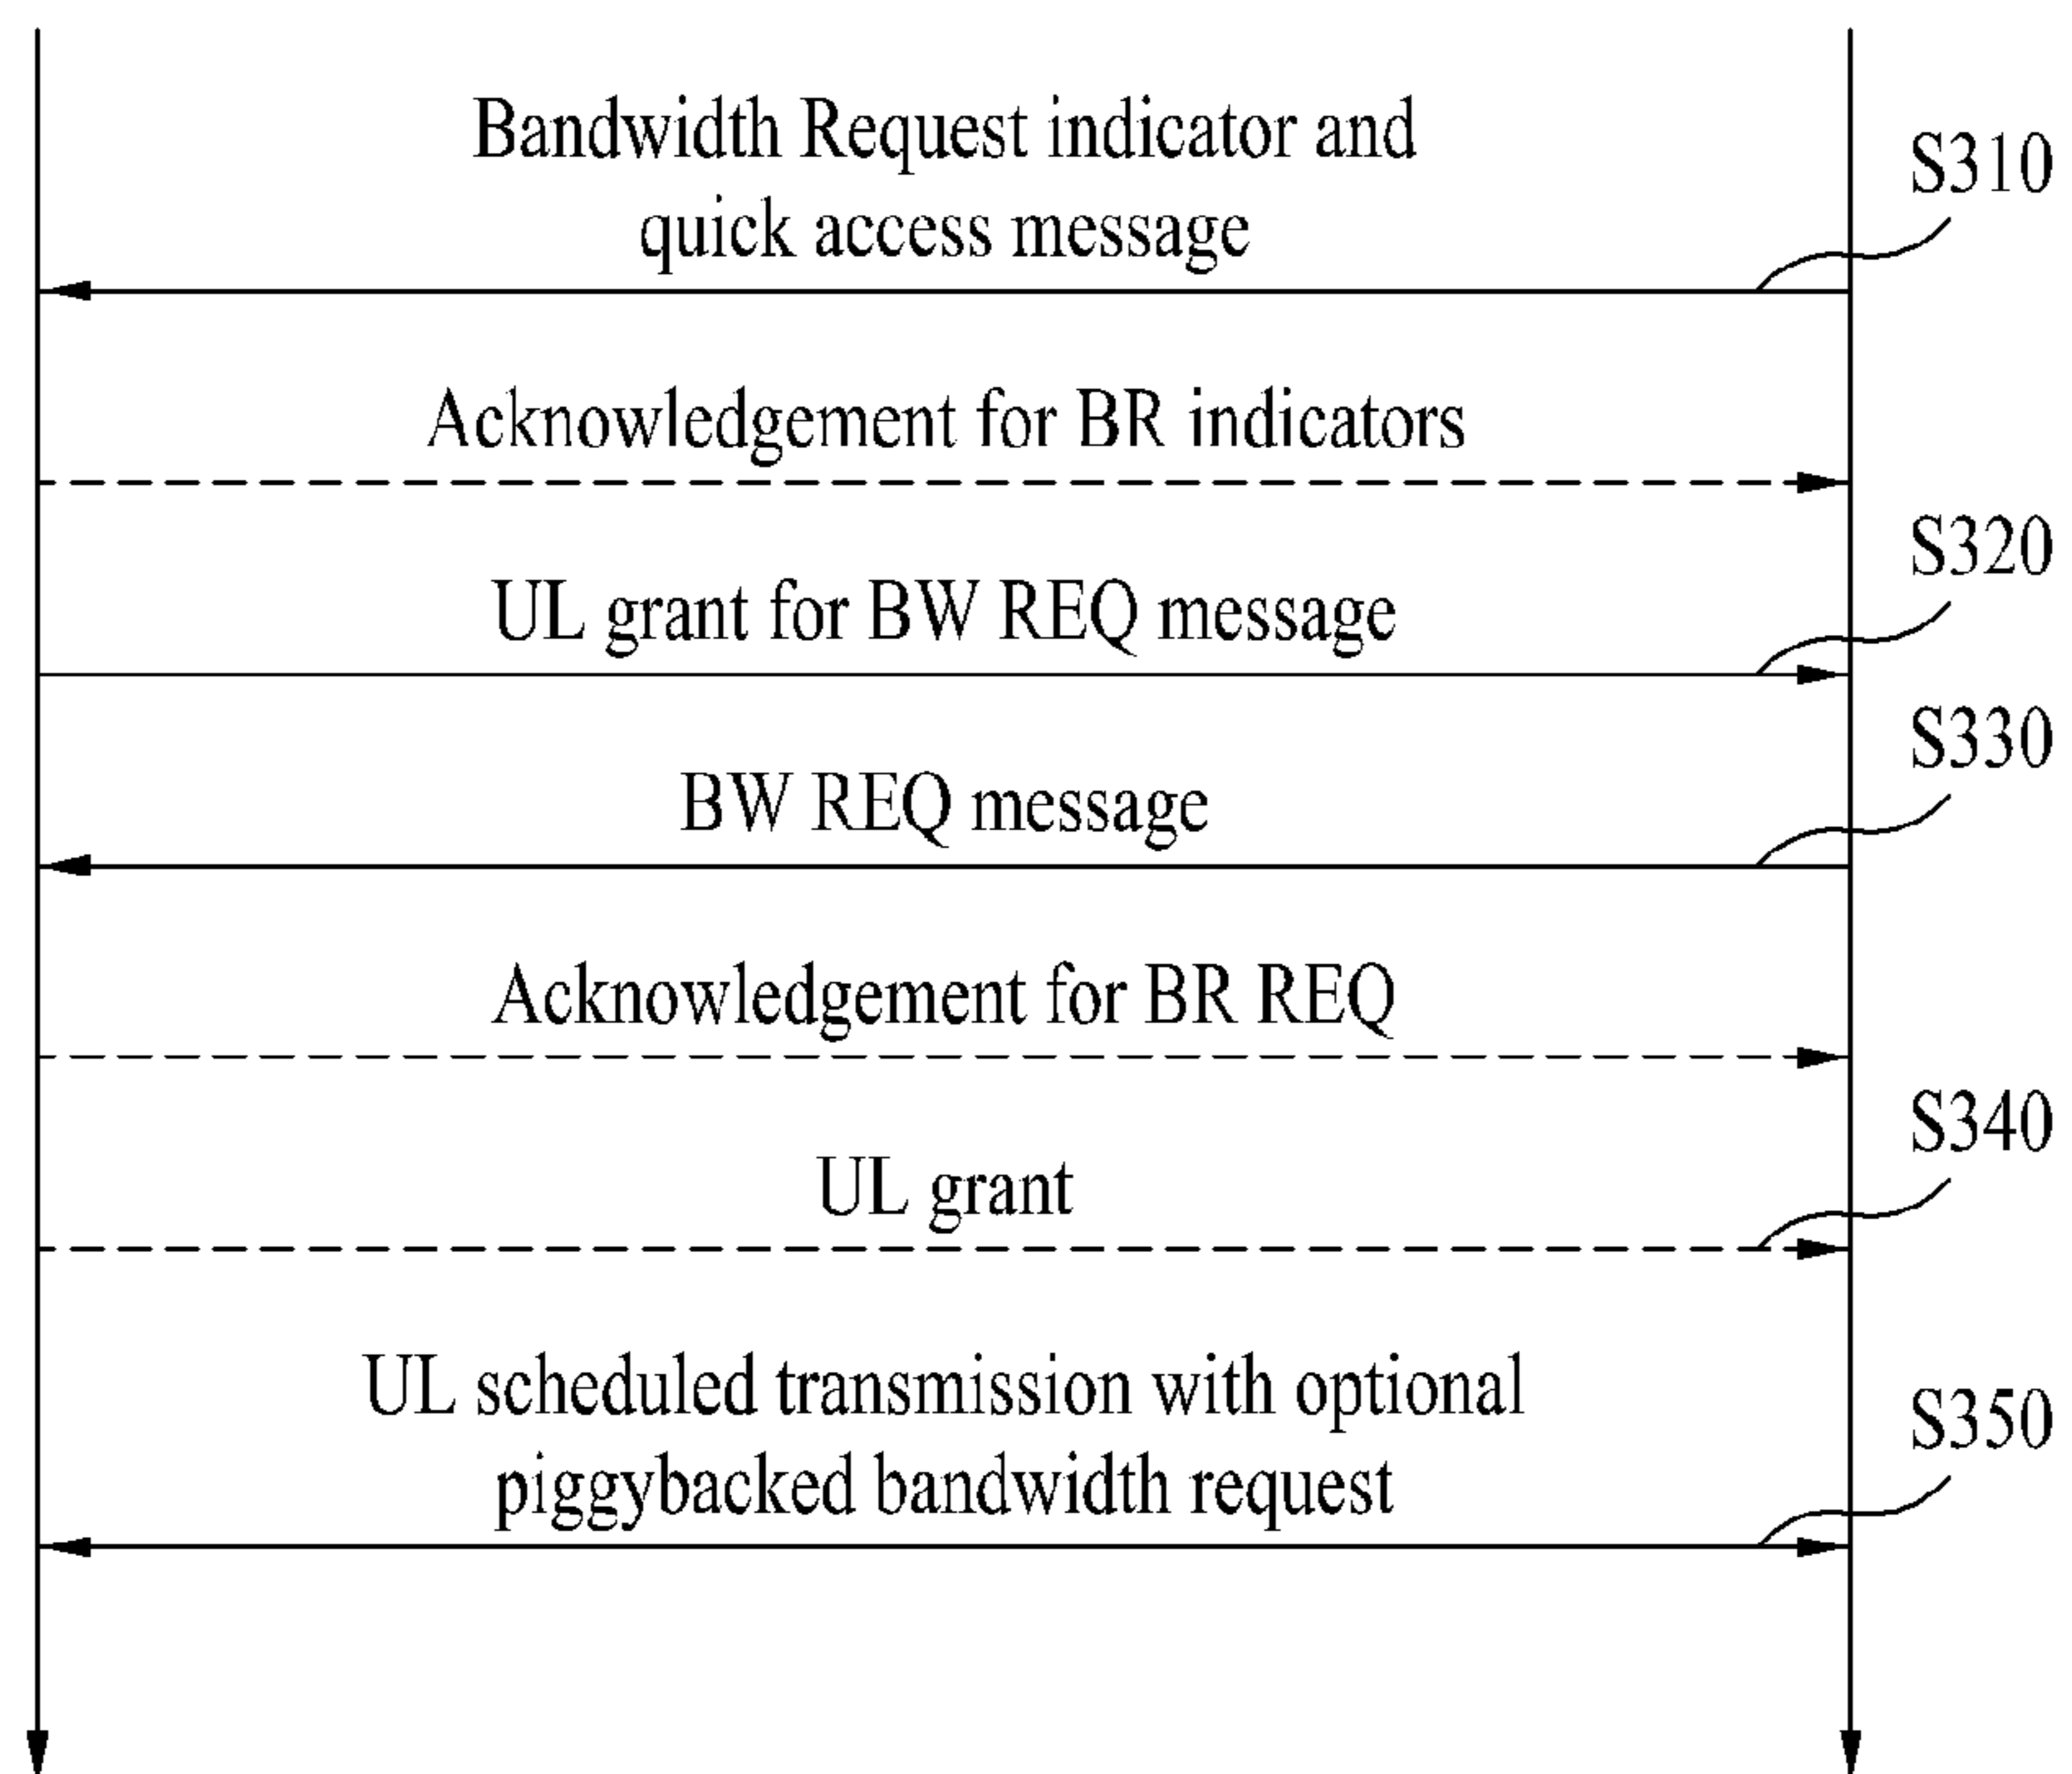 Bandwidth Request indicator and
quick access message
S310
Acknowledgement for BR indicators
S320
UL grant for BW REQ message
S330
BW REQ message
Acknowledgement for BR REQ
S340
UL grant
UL scheduled transmission with optional
S350
piggybacked bandwidth request